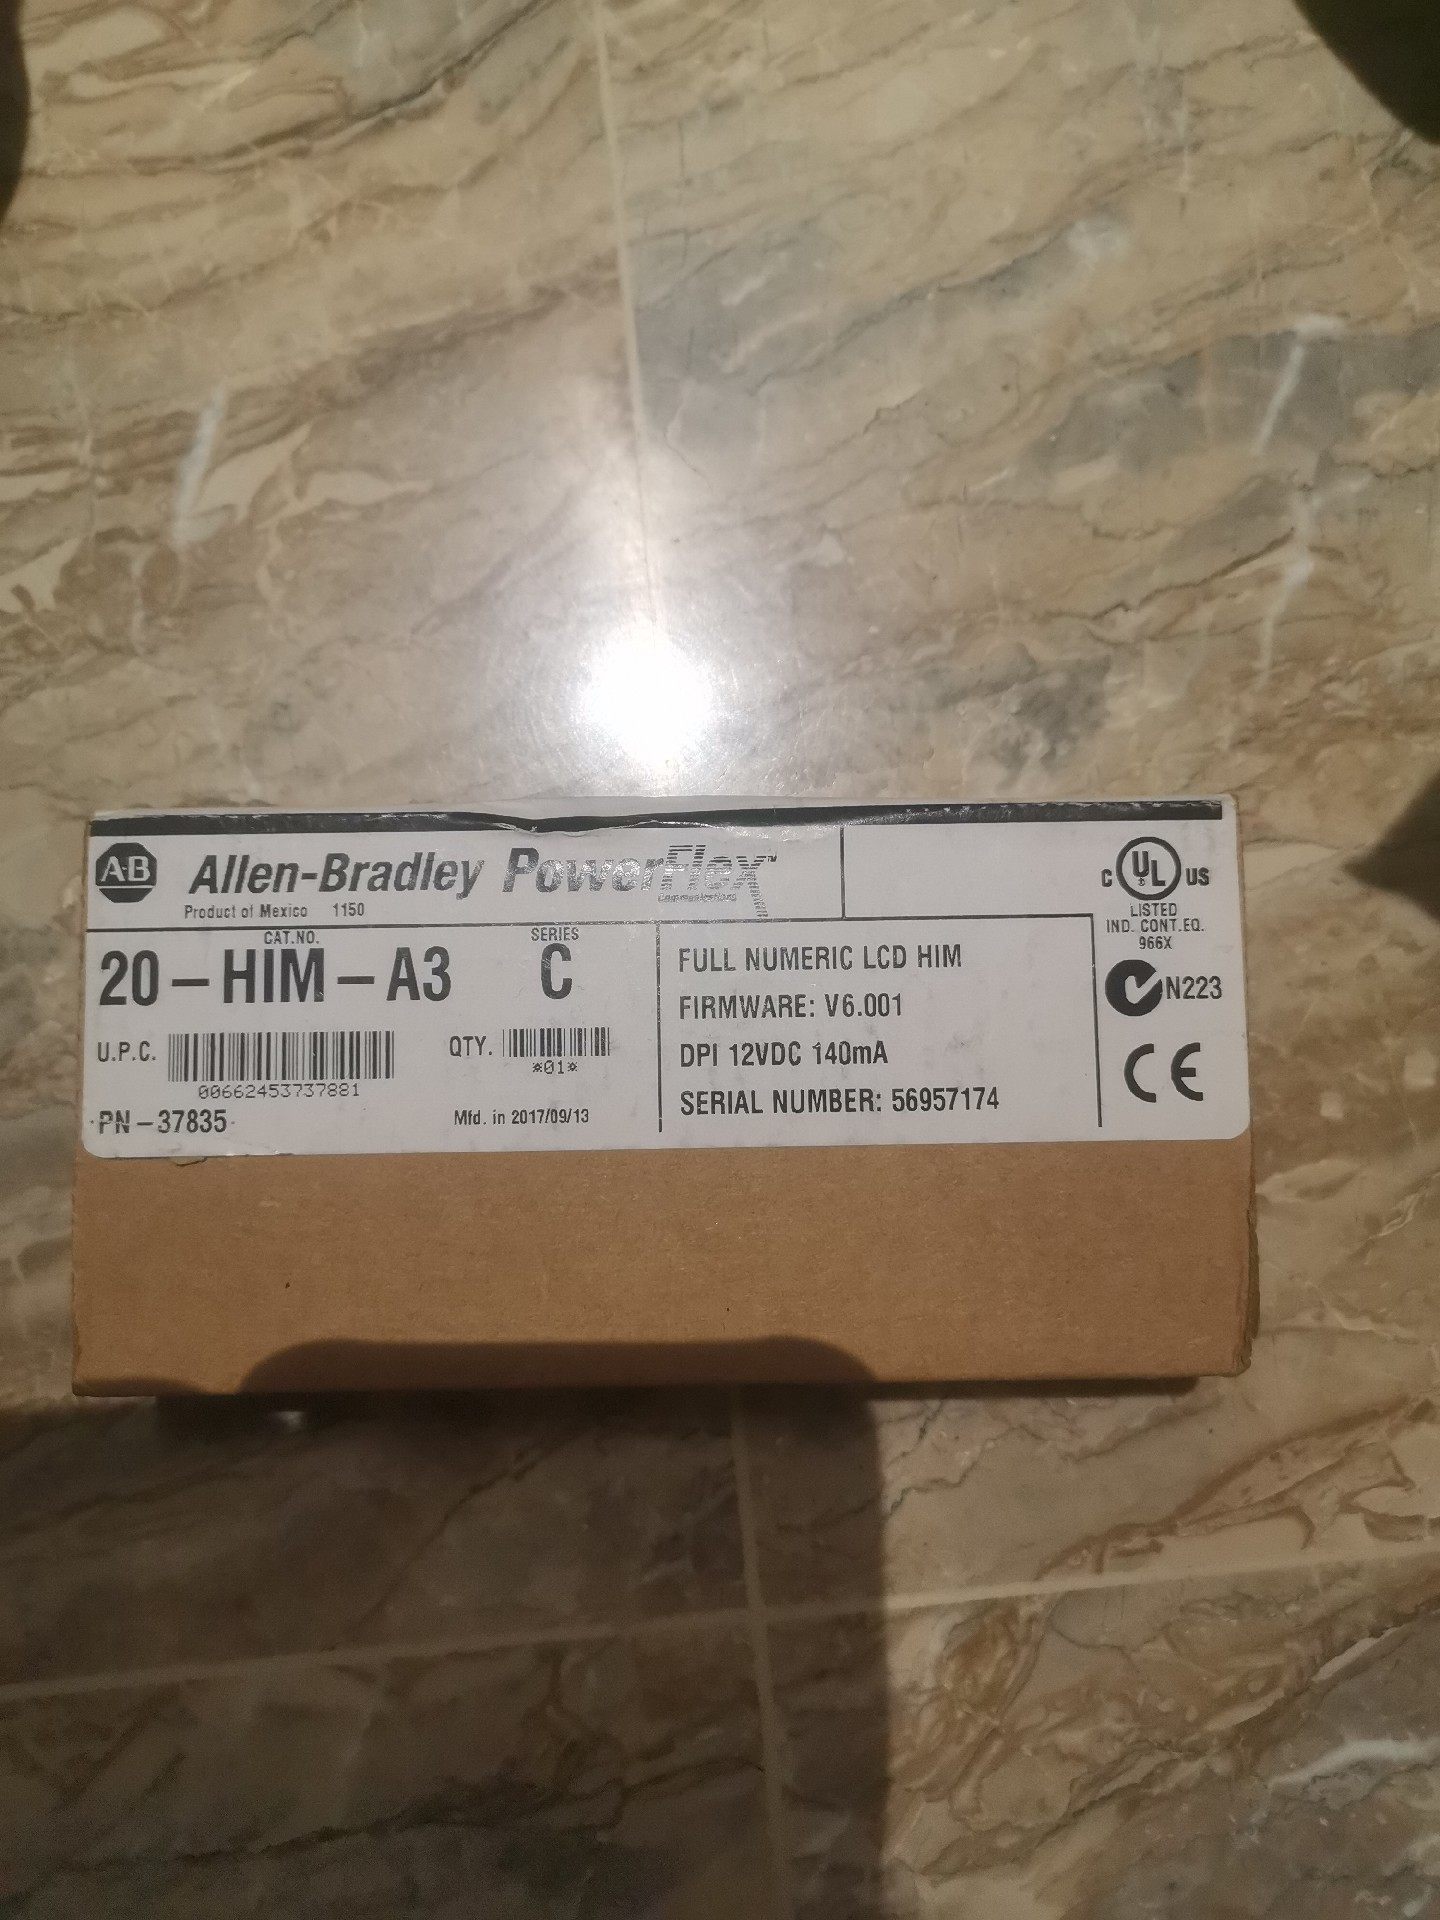 A-B Allen-Bradley PowerFlex™
communications
Product of Mexico 1150
CAT.NO. SERIES
20-HIM-A3 C
U.P.C. QTY.
00662453737881 *01*
PN-37835 Mfd. in 2017/09/13
FULL NUMERIC LCD HIM
FIRMWARE: V6.001
DPI 12VDC 140mA
SERIAL NUMBER: 56957174
C UL US
®
LISTED
IND. CONT.EQ.
966X
N223
CE